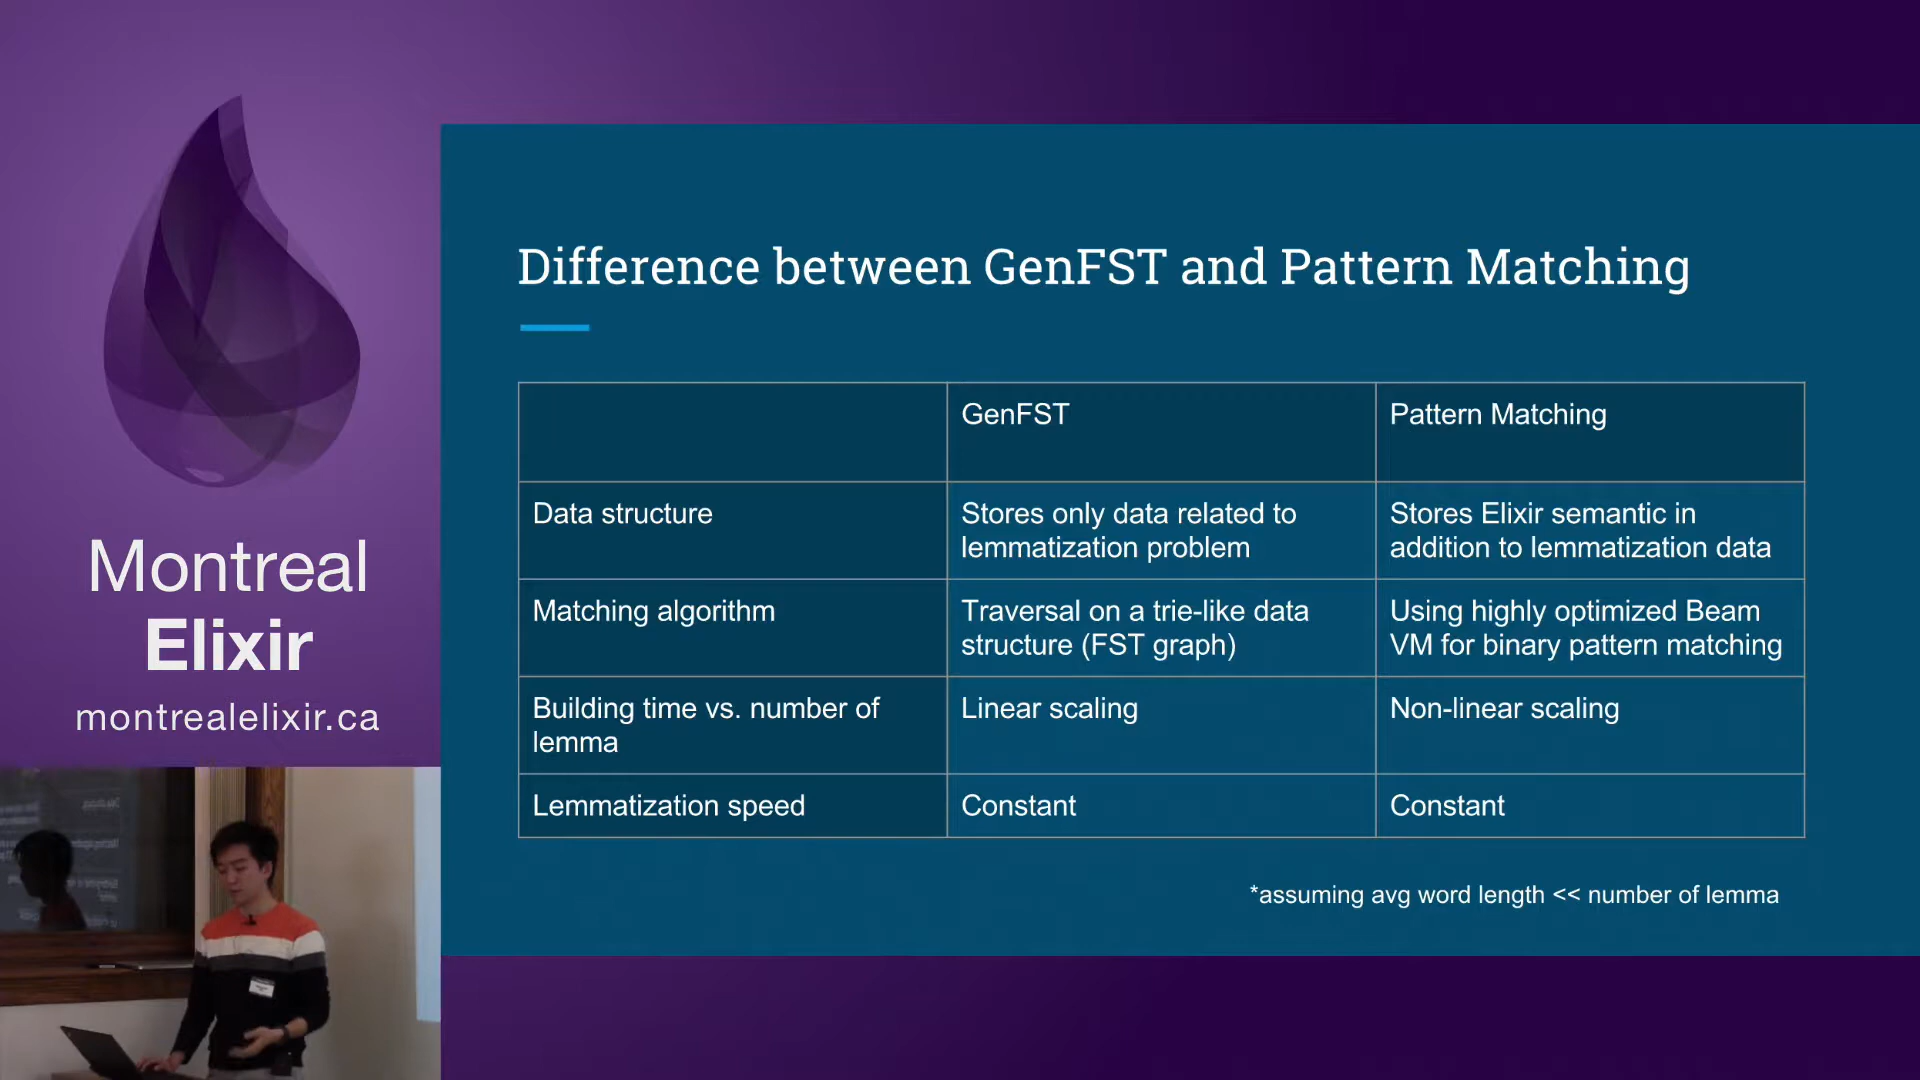 Montreal
Elixir
montrealelixir.ca
Difference between GenFST and Pattern Matching
GenFST
Pattern Matching
Data structure
Stores only data related to
lemmatization problem
Stores Elixir semantic in
addition to lemmatization data
Matching algorithm
Traversal on a trie-like data
structure (FST graph)
Using highly optimized Beam
VM for binary pattern matching
Building time vs. number of
lemma
Linear scaling
Non-linear scaling
Lemmatization speed
Constant
Constant
*assuming avg word length << number of lemma